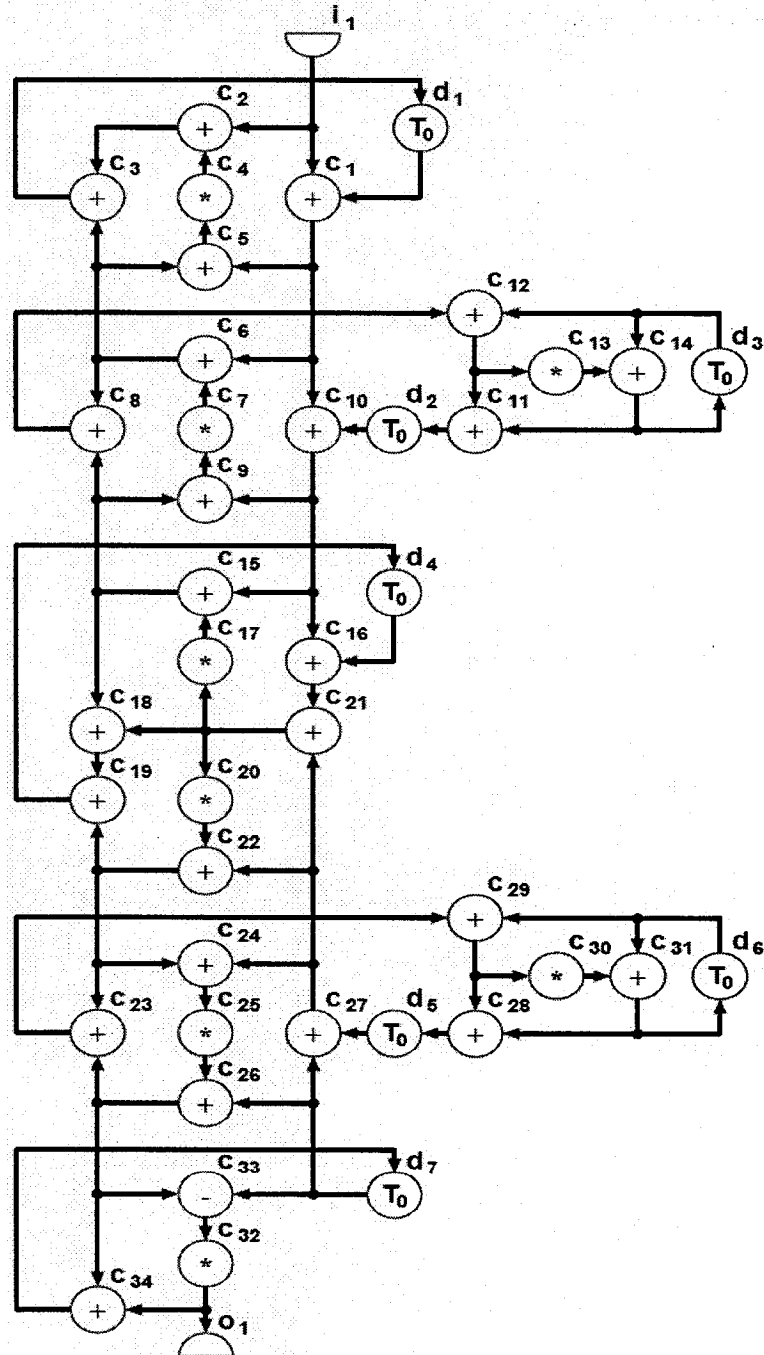 i1
c2
d1
+
T0
c3
c4
c1
+
*
+
c5
+
c12
+
c6
c13
c14
d3
+
*
+
T0
c8
c7
c10
d2
c11
+
*
+
T0
+
c9
+
c15
d4
+
T0
c17
c16
*
+
c18
c21
+
+
c19
c20
+
*
c22
+
c29
+
c24
c30
c31
d6
+
*
+
T0
c23
c25
c27
d5
c28
+
*
+
T0
+
c26
+
c33
d7
-
T0
c32
*
c34
+
o1